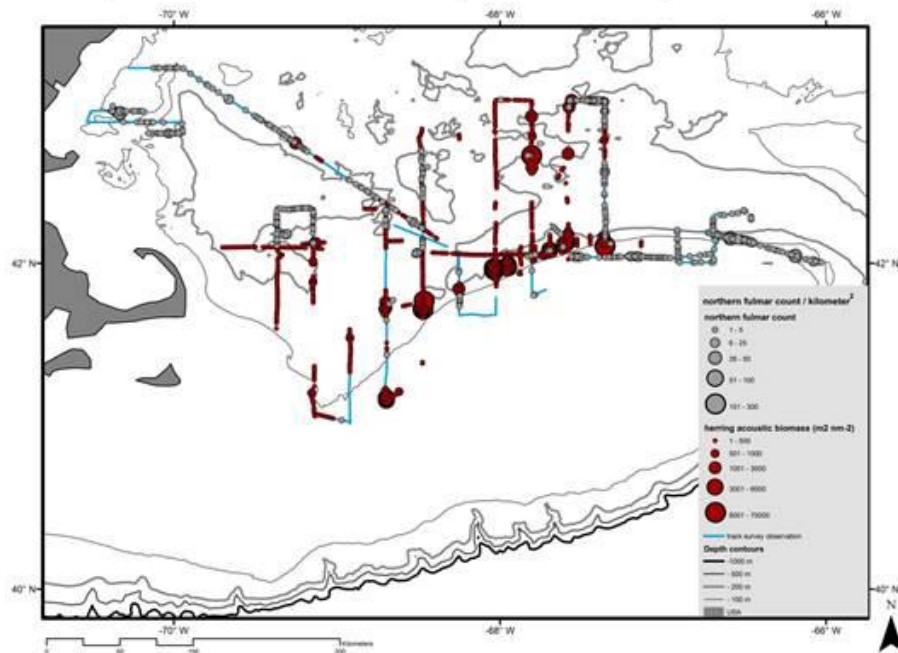 -70° W -68° W -66° W
42° N
42° N
40° N
40° N
northern fulmar count / kilometer²
northern fulmar count
1 - 5
6 - 25
26 - 50
51 - 100
101 - 300
herring acoustic biomass (m2 nm-2)
1 - 500
501 - 1000
1001 - 3000
3001 - 6000
6001 - 70000
track survey observation
Depth contours
-1000 m
- 500 m
- 200 m
- 100 m
USA
N
-70° W -68° W -66° W
Kilometers
0